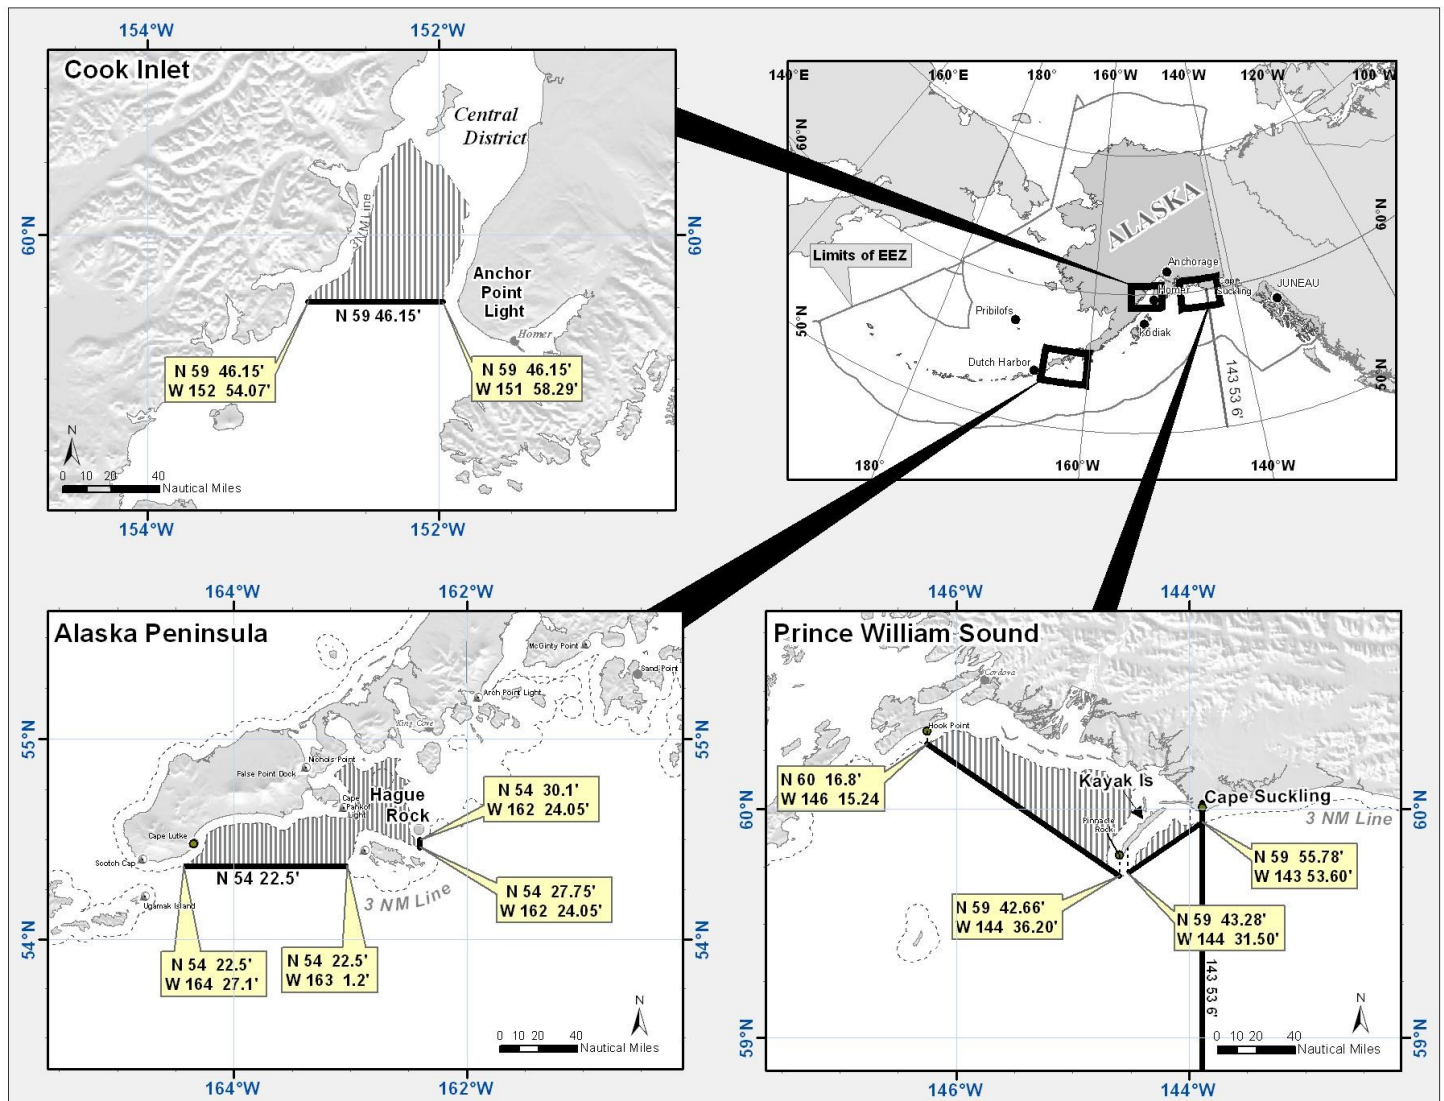 154°W
152°W
Cook Inlet
Central
District
3 NM Line
60°N
60°N
Anchor
Point
Light
N 59 46.15'
Homer
N 59 46.15'
W 152 54.07'
N 59 46.15'
W 151 58.29'
N
0 10 20 40
Nautical Miles
154°W
152°W
140°E
160°E
180°
160°W
140°W
120°W
100°W
60°N
50°N
60°N
50°N
ALASKA
Limits of EEZ
Anchorage
Homer
Cape
Suckling
JUNEAU
Kodiak
Pribilofs
Dutch Harbor
143 53 6'
180°
160°W
140°W
164°W
162°W
Alaska Peninsula
McGinty Point
Sand Point
Arch Point Light
King Cove
55°N
55°N
Nichols Point
False Point Dock
Cape
Pankof
Light
Hague
Rock
N 54 30.1'
W 162 24.05'
Cape Lutke
Scotch Cap
N 54 22.5'
Ugamak Island
3 NM Line
N 54 27.75'
W 162 24.05'
54°N
54°N
N 54 22.5'
W 164 27.1'
N 54 22.5'
W 163 1.2'
N
0 10 20 40
Nautical Miles
164°W
162°W
146°W
144°W
Prince William Sound
Cordova
Hook Point
N 60 16.8'
W 146 15.24
Kayak Is
Cape Suckling
60°N
60°N
Pinnacle
Rock
3 NM Line
N 59 55.78'
W 143 53.60'
N 59 42.66'
W 144 36.20'
N 59 43.28'
W 144 31.50'
143 53 6'
N
0 10 20 40
Nautical Miles
59°N
59°N
146°W
144°W